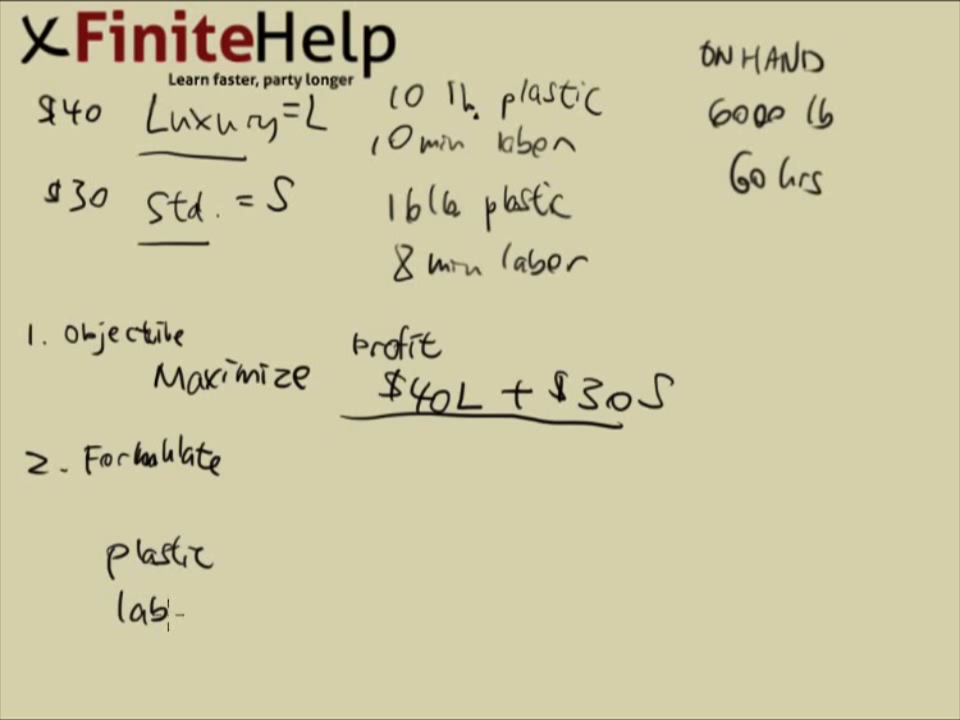 XFiniteHelp
Learn faster, party longer
ON HAND
$40 Luxury = L 10 lb. plastic 6000 lb
10 min labor 60 hrs
$30 Std. = S 16 lb plastic
8 min labor
1. Objective Profit
Maximize $40L + $30S
2. Formulate
plastic
lab